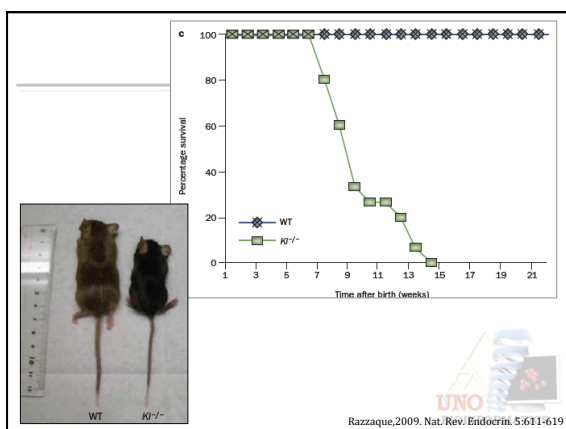 c
100
80
60
40
20
0
Percentage survival
WT
Kl−/−
1 3 5 7 9 11 13 15 17 19 21
Time after birth (weeks)
WT Kl−/−
UNO
Razzaque,2009. Nat. Rev. Endocrin. 5:611-619